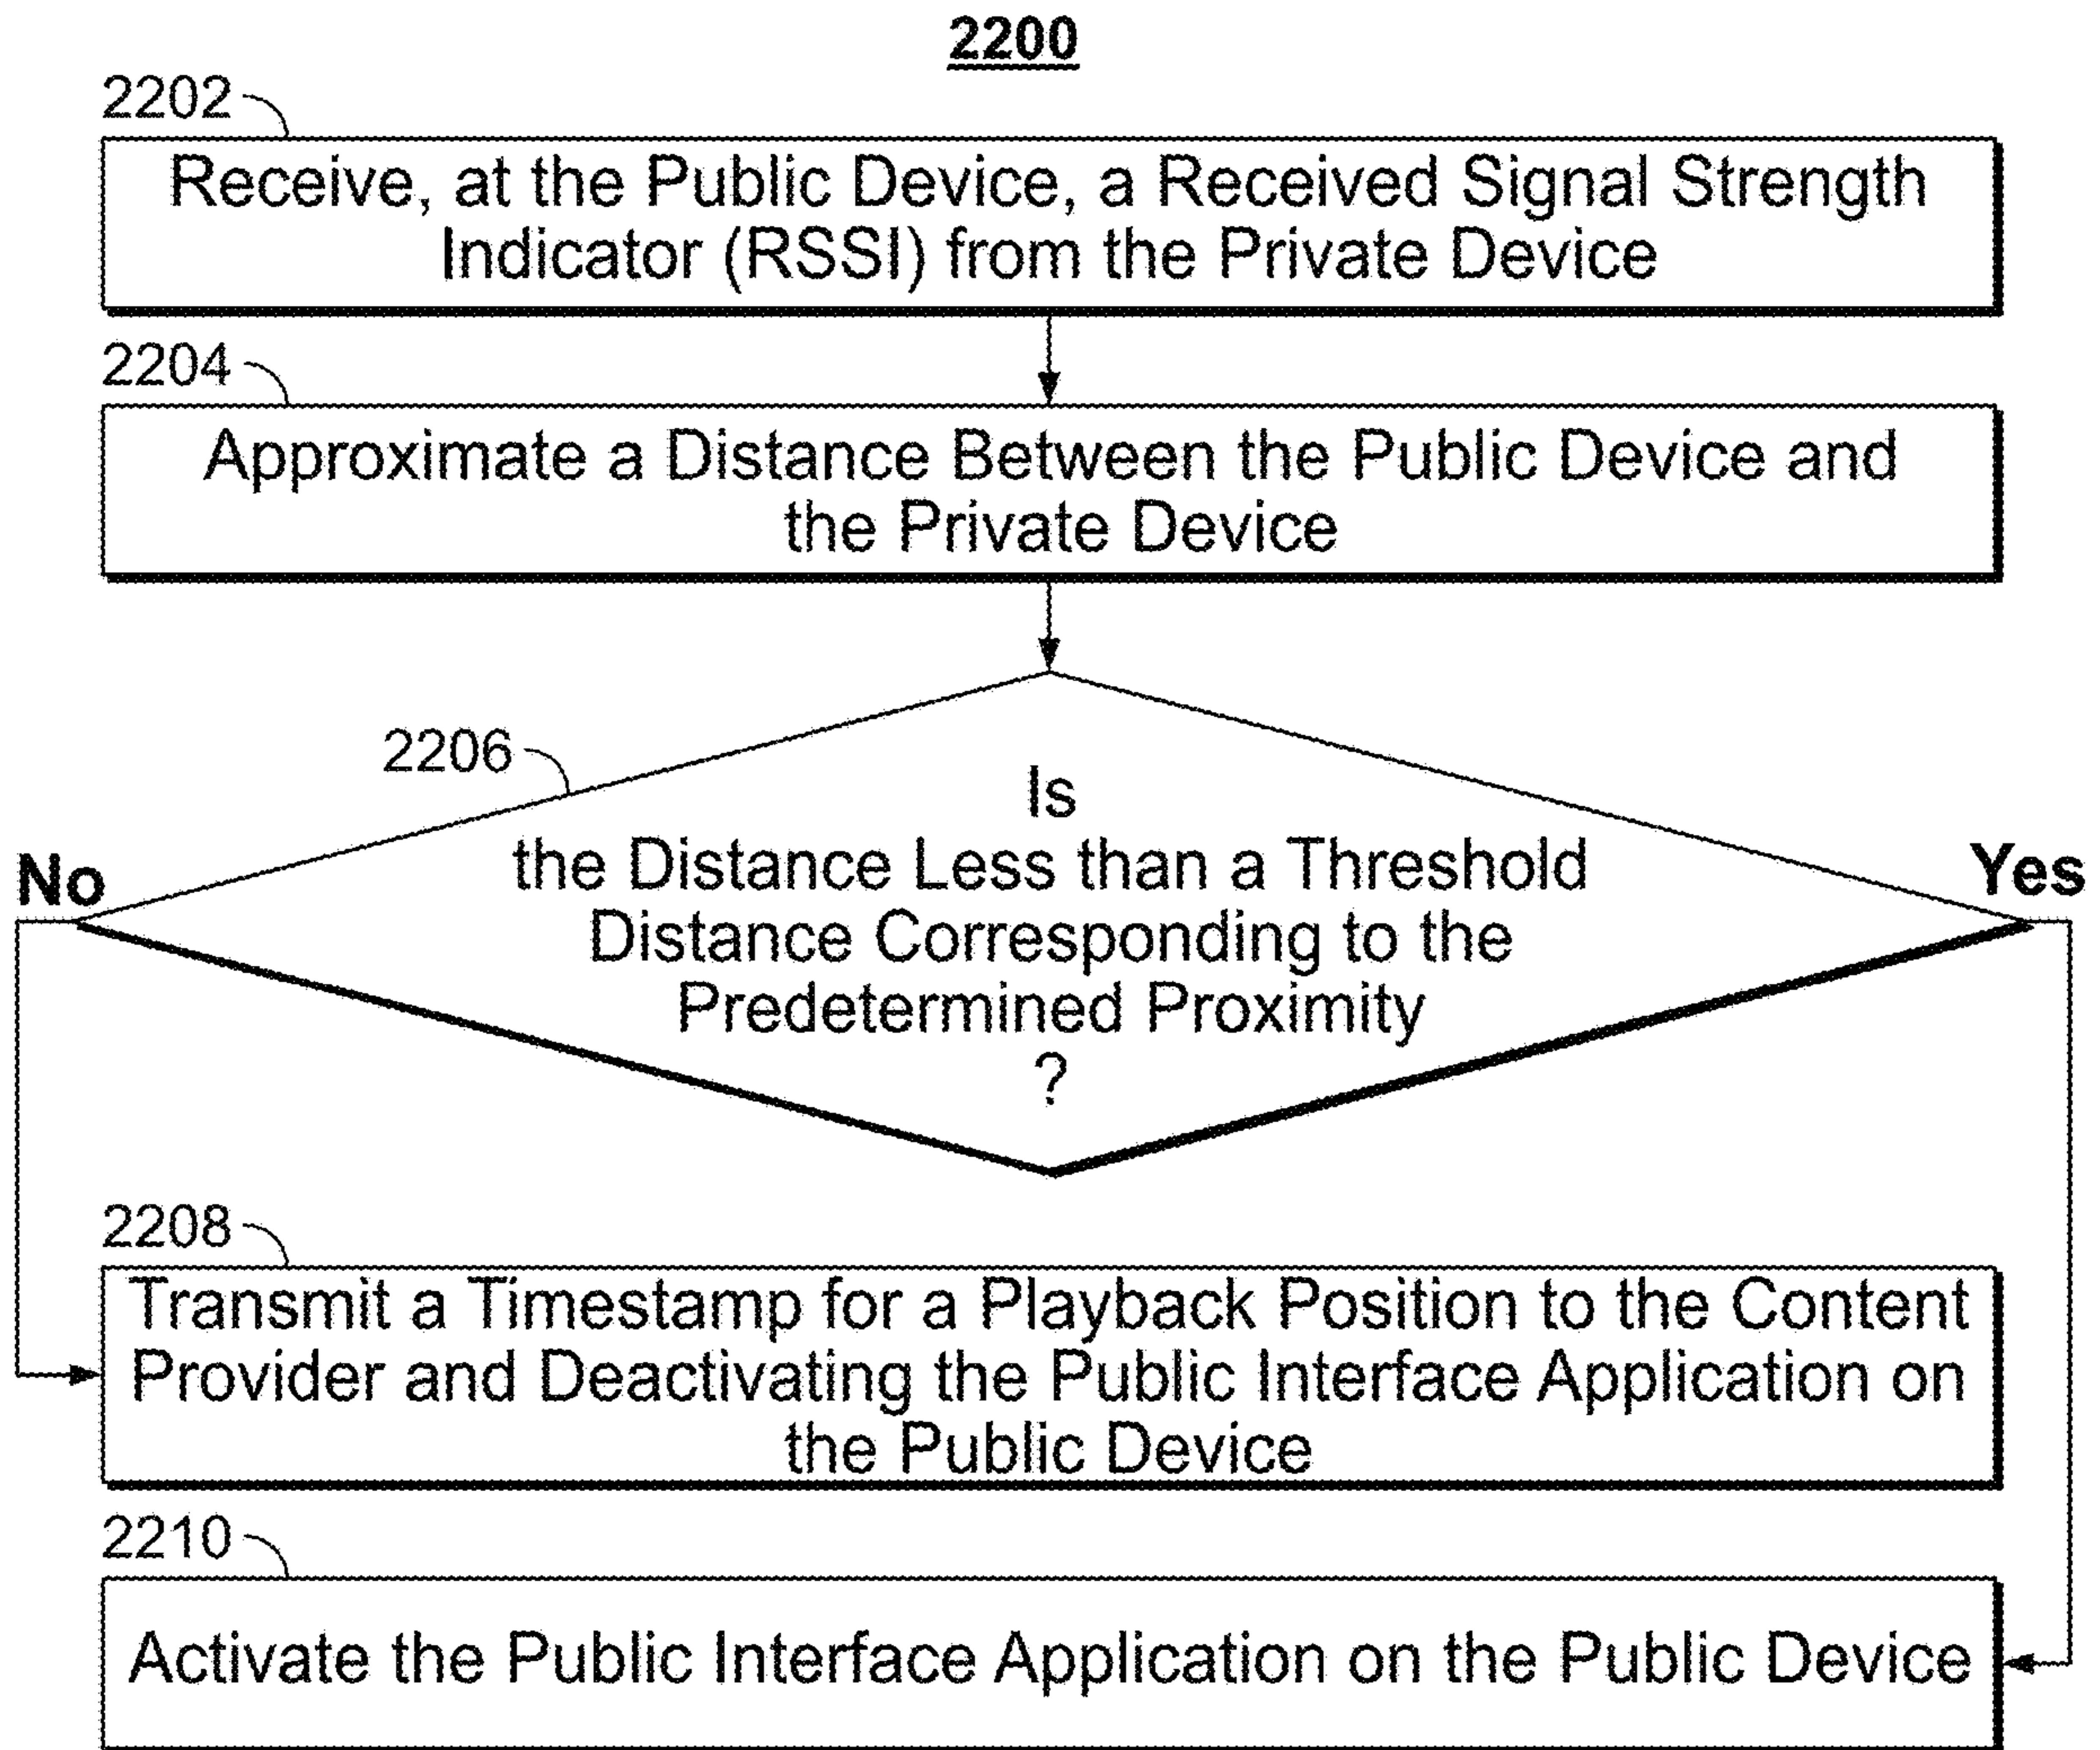 2200
2202
Receive, at the Public Device, a Received Signal Strength
Indicator (RSSI) from the Private Device
2204
Approximate a Distance Between the Public Device and
the Private Device
2206
Is
the Distance Less than a Threshold
Distance Corresponding to the
Predetermined Proximity
?
No
Yes
2208
Transmit a Timestamp for a Playback Position to the Content
Provider and Deactivating the Public Interface Application on
the Public Device
2210
Activate the Public Interface Application on the Public Device